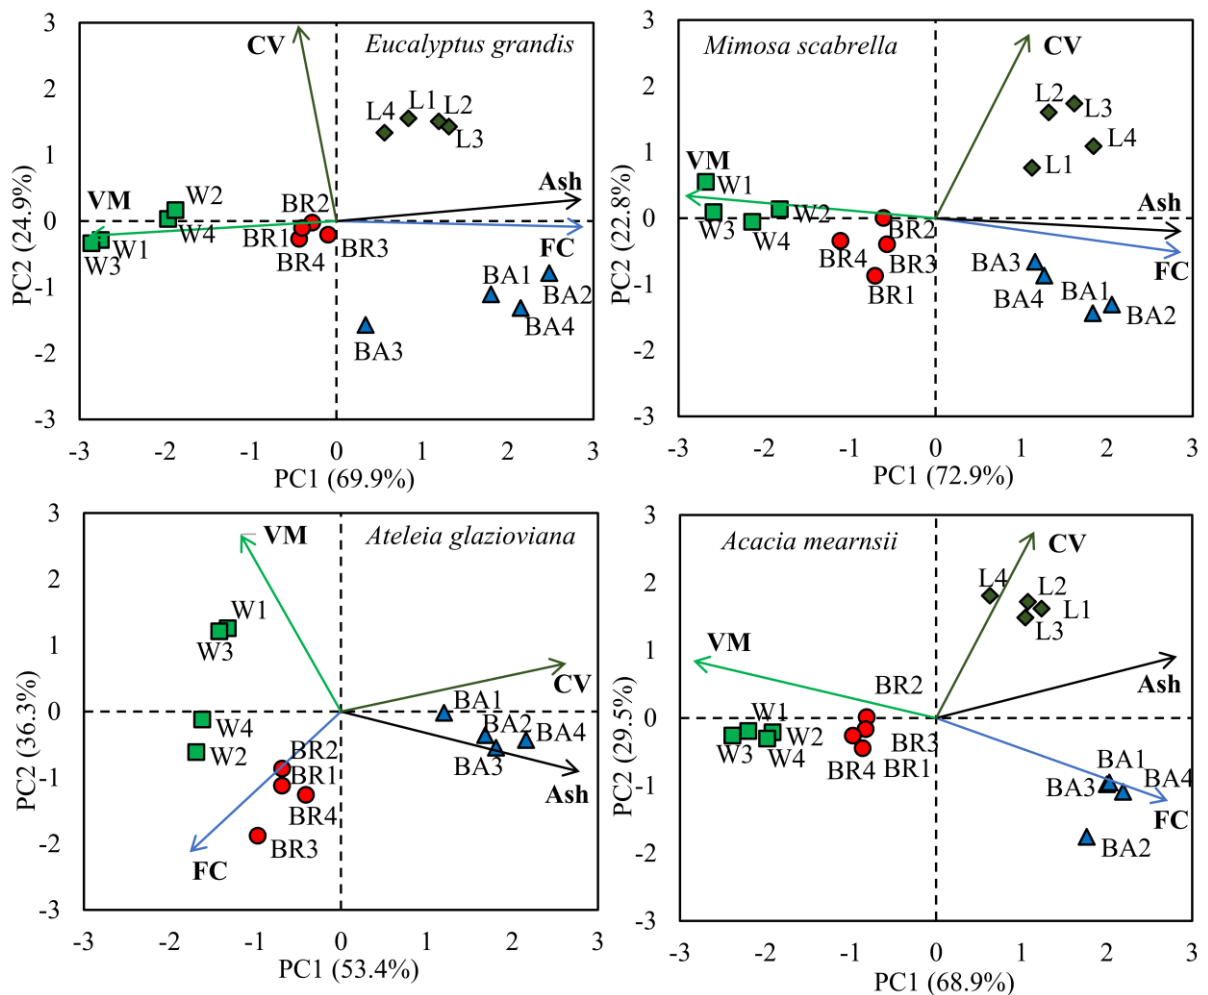 Eucalyptus grandis
PC2 (24.9%)
3
2
1
0
-1
-2
-3
CV
L4 L1 L2
L3
VM
Ash
W2
W4
W1
W3
BR2
BR1
BR3
BR4
FC
BA1
BA2
BA4
BA3
-3 -2 -1 0 1 2 3
PC1 (69.9%)
Mimosa scabrella
PC2 (22.8%)
3
2
1
0
-1
-2
-3
CV
L2 L3
L4
L1
VM
W1
Ash
W3
W2
W4
BR2
BR4
BR3
BR1
FC
BA3
BA4
BA1
BA2
-3 -2 -1 0 1 2 3
PC1 (72.9%)
Ateleia glazioviana
PC2 (36.3%)
3
2
1
0
-1
-2
-3
VM
W1
W3
CV
W4
W2
BA1
BA2
BA4
BA3
BR2
BR1
BR4
BR3
Ash
FC
-3 -2 -1 0 1 2 3
PC1 (53.4%)
Acacia mearnsii
PC2 (29.5%)
3
2
1
0
-1
-2
-3
CV
L4
L2
L1
L3
VM
Ash
BR2
W1
W2
W3
W4
BR3
BR4
BR1
BA1
BA4
BA3
FC
BA2
-3 -2 -1 0 1 2 3
PC1 (68.9%)